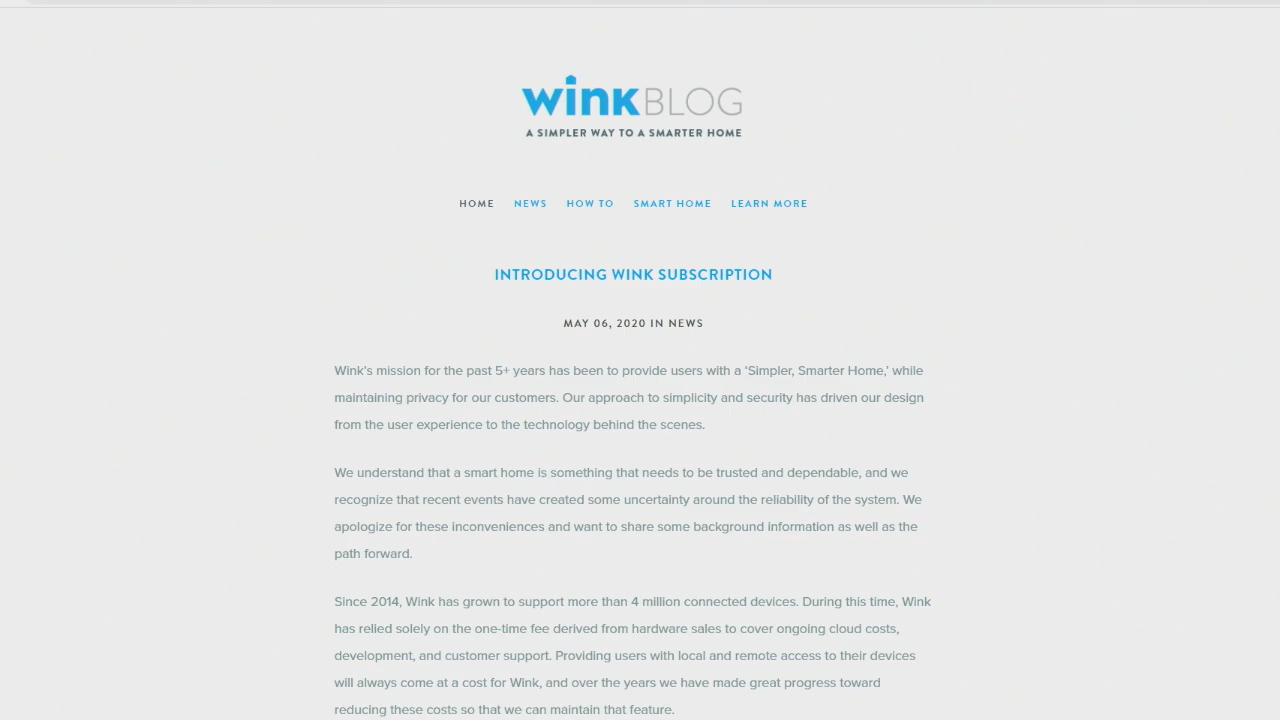 wink BLOG
A SIMPLER WAY TO A SMARTER HOME
HOME NEWS HOW TO SMART HOME LEARN MORE
INTRODUCING WINK SUBSCRIPTION
MAY 06, 2020 IN NEWS
Wink's mission for the past 5+ years has been to provide users with a ‘Simpler, Smarter Home,’ while
maintaining privacy for our customers. Our approach to simplicity and security has driven our design
from the user experience to the technology behind the scenes.
We understand that a smart home is something that needs to be trusted and dependable, and we
recognize that recent events have created some uncertainty around the reliability of the system. We
apologize for these inconveniences and want to share some background information as well as the
path forward.
Since 2014, Wink has grown to support more than 4 million connected devices. During this time, Wink
has relied solely on the one-time fee derived from hardware sales to cover ongoing cloud costs,
development, and customer support. Providing users with local and remote access to their devices
will always come at a cost for Wink, and over the years we have made great progress toward
reducing these costs so that we can maintain that feature.